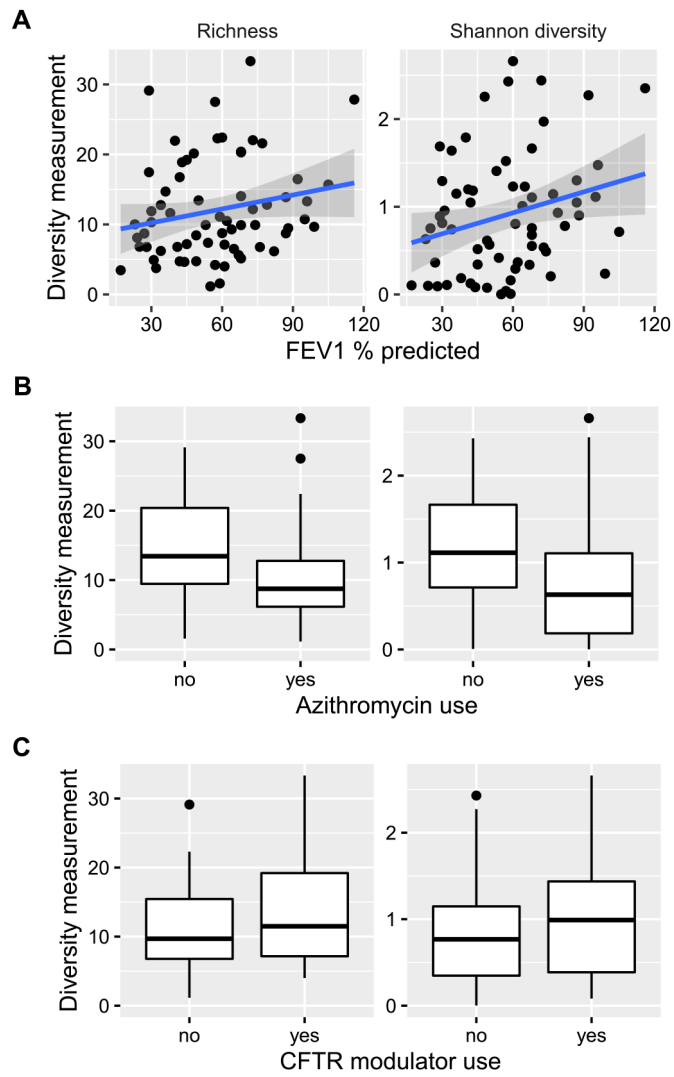 A
Richness
Shannon diversity
Diversity measurement
30
20
10
0
2
1
0
30
60
90
120
30
60
90
120
FEV1 % predicted
B
Diversity measurement
30
20
10
0
2
1
0
no
yes
no
yes
Azithromycin use
C
Diversity measurement
30
20
10
0
2
1
0
no
yes
no
yes
CFTR modulator use